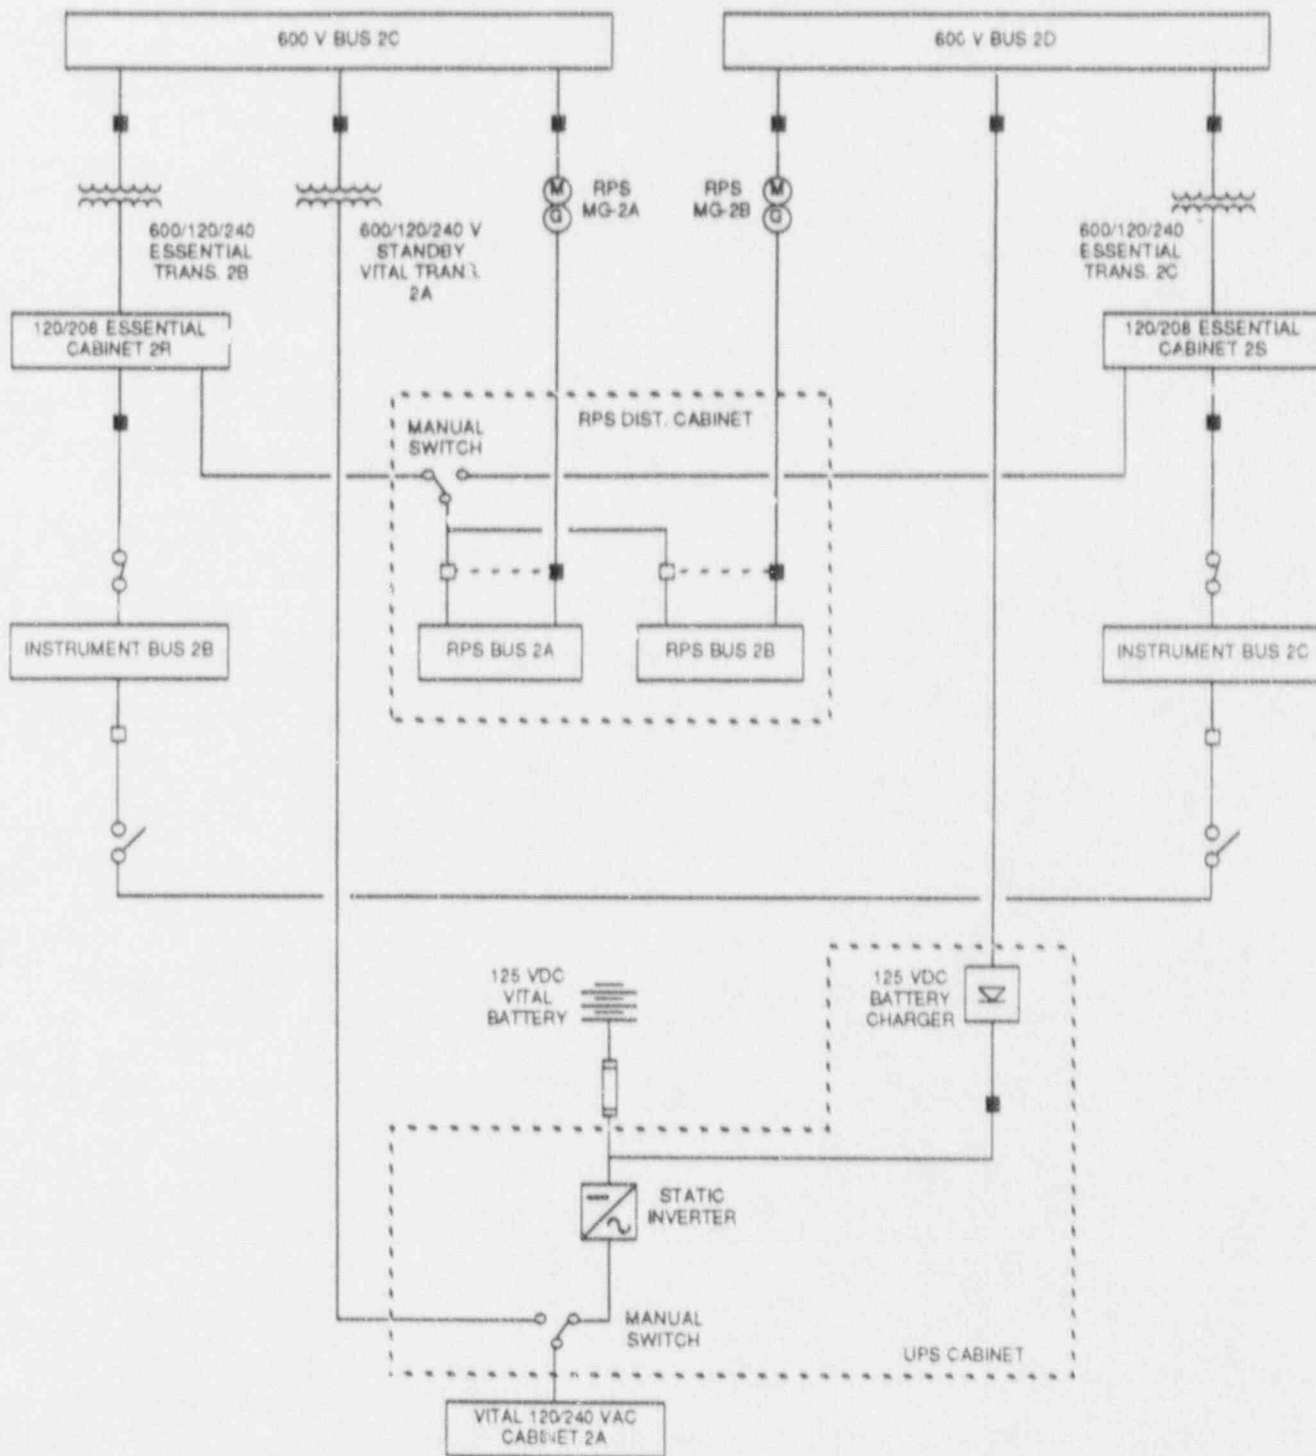 600 V BUS 2C
600 V BUS 2D
M
G
RPS
MG-2A
RPS
MG-2B
M
G
600/120/240
ESSENTIAL
TRANS. 2B
600/120/240 V
STANDBY
VITAL TRANS.
2A
600/120/240
ESSENTIAL
TRANS. 2C
120/208 ESSENTIAL
CABINET 2R
120/208 ESSENTIAL
CABINET 2S
MANUAL
SWITCH
RPS DIST. CABINET
INSTRUMENT BUS 2B
RPS BUS 2A
RPS BUS 2B
INSTRUMENT BUS 2C
125 VDC
VITAL
BATTERY
125 VDC
BATTERY
CHARGER
STATIC
INVERTER
MANUAL
SWITCH
UPS CABINET
VITAL 120/240 VAC
CABINET 2A